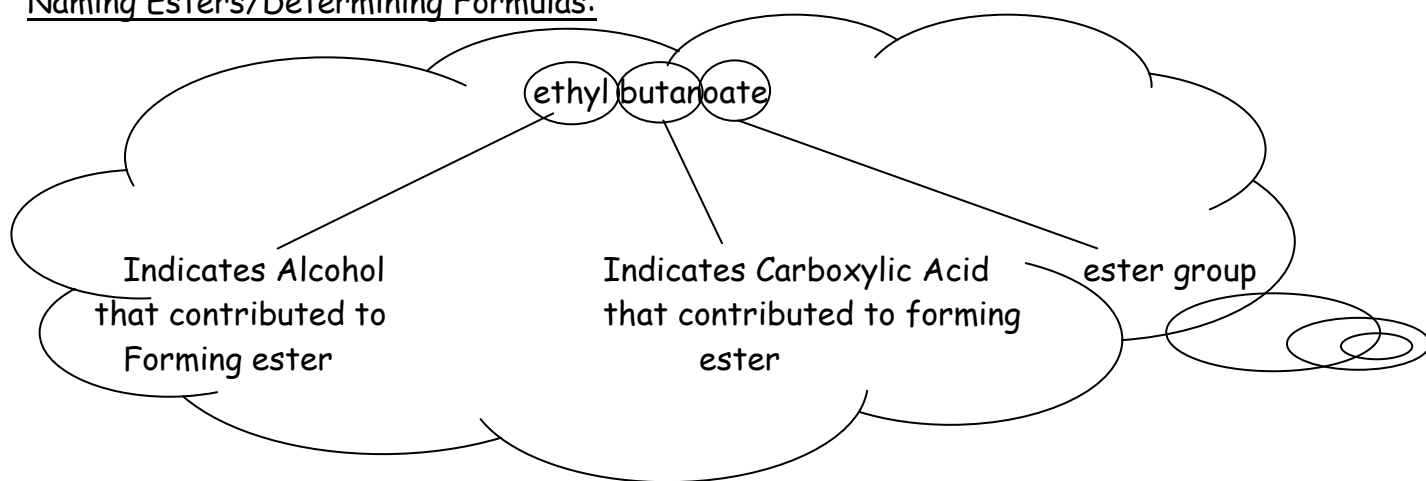 Naming Esters/Determining Formulas:
ethyl butanoate
Indicates Alcohol
that contributed to
Forming ester
Indicates Carboxylic Acid
that contributed to forming
ester
ester group